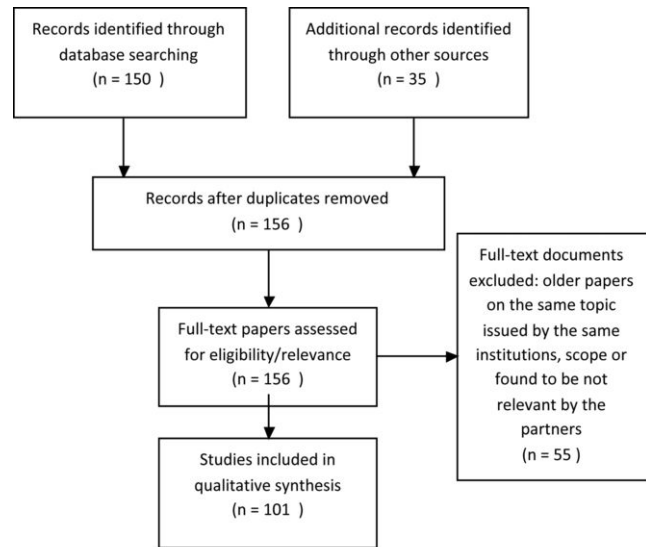 Records identified through
database searching
(n = 150  )
Additional records identified
through other sources
(n = 35  )
Records after duplicates removed
(n = 156  )
Full-text papers assessed
for eligibility/relevance
(n = 156  )
Full-text documents
excluded: older papers
on the same topic
issued by the same
institutions, scope or
found to be not
relevant by the
partners
(n = 55  )
Studies included in
qualitative synthesis
(n = 101  )